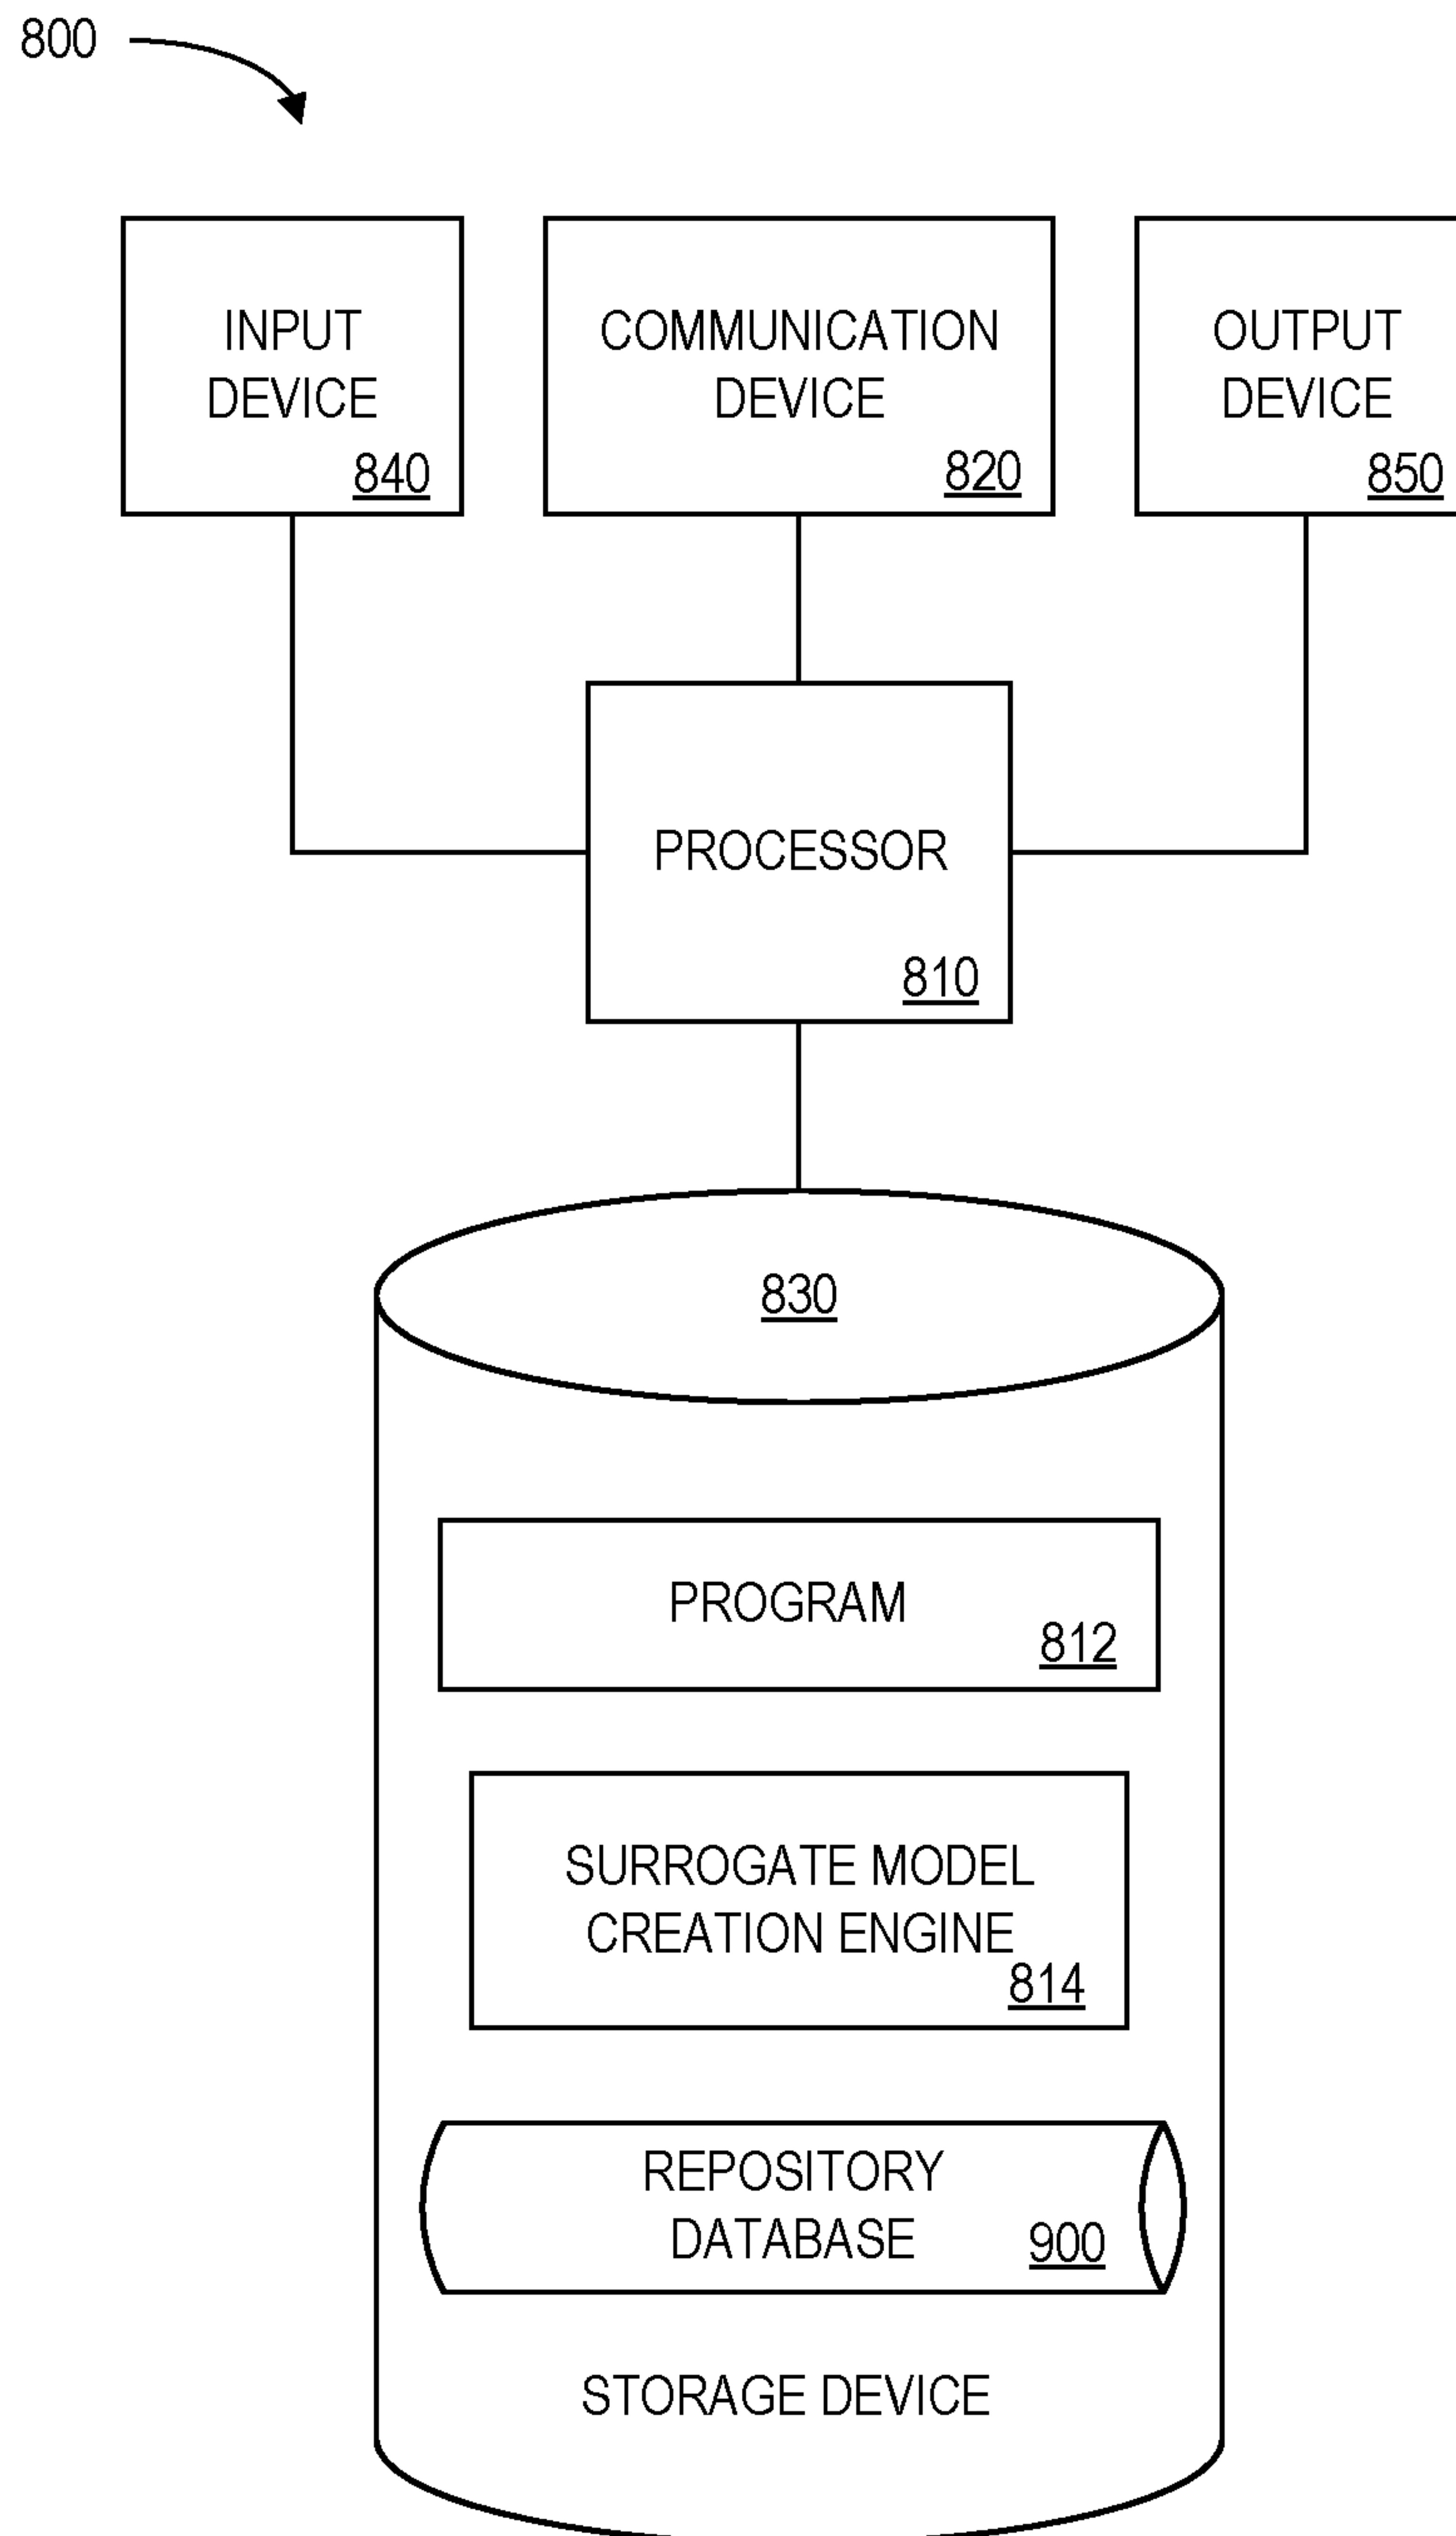 800
INPUT
DEVICE
840
COMMUNICATION
DEVICE
820
OUTPUT
DEVICE
850
PROCESSOR
810
830
PROGRAM
812
SURROGATE MODEL
CREATION ENGINE
814
REPOSITORY
DATABASE
900
STORAGE DEVICE